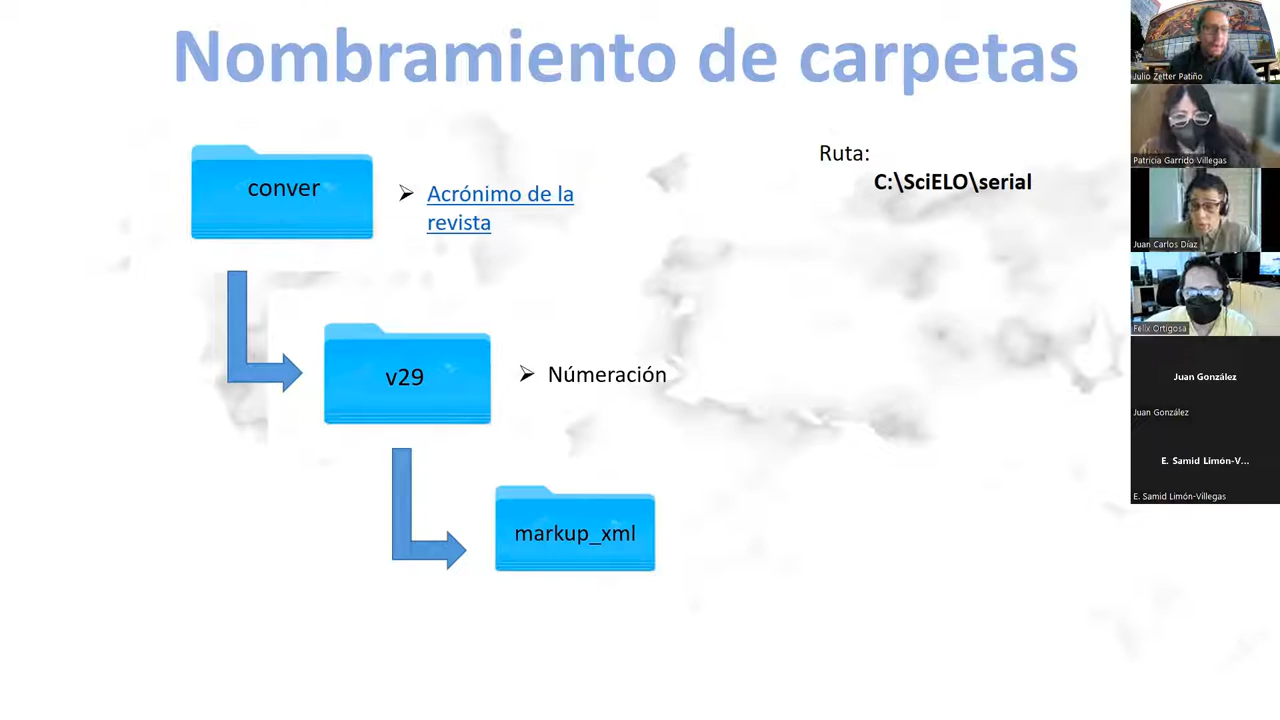 Nombramiento de carpetas
conver
➢ Acrónimo de la
revista
Ruta:
C:\SciELO\serial
v29
➢ Númeración
markup_xml
Julio Zetter Patiño
Patricia Garrido Villegas
Juan Carlos Díaz
Felix Ortigosa
Juan González
Juan González
E. Samid Limón-V...
E. Samid Limón-Villegas